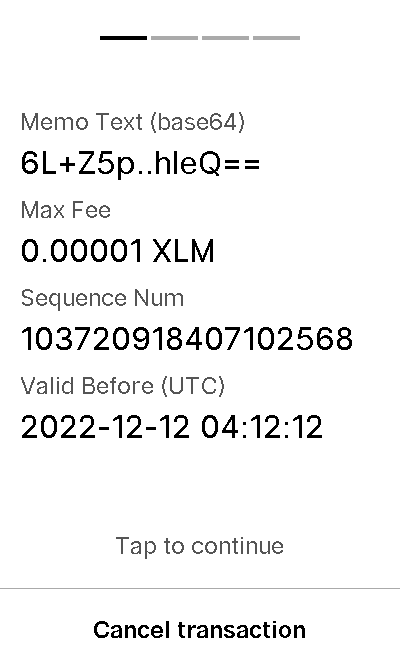 Memo Text (base64)
6L+Z5p..hleQ==
Max Fee
0.00001 XLM
Sequence Num
103720918407102568
Valid Before (UTC)
2022-12-12 04:12:12
Tap to continue
Cancel transaction